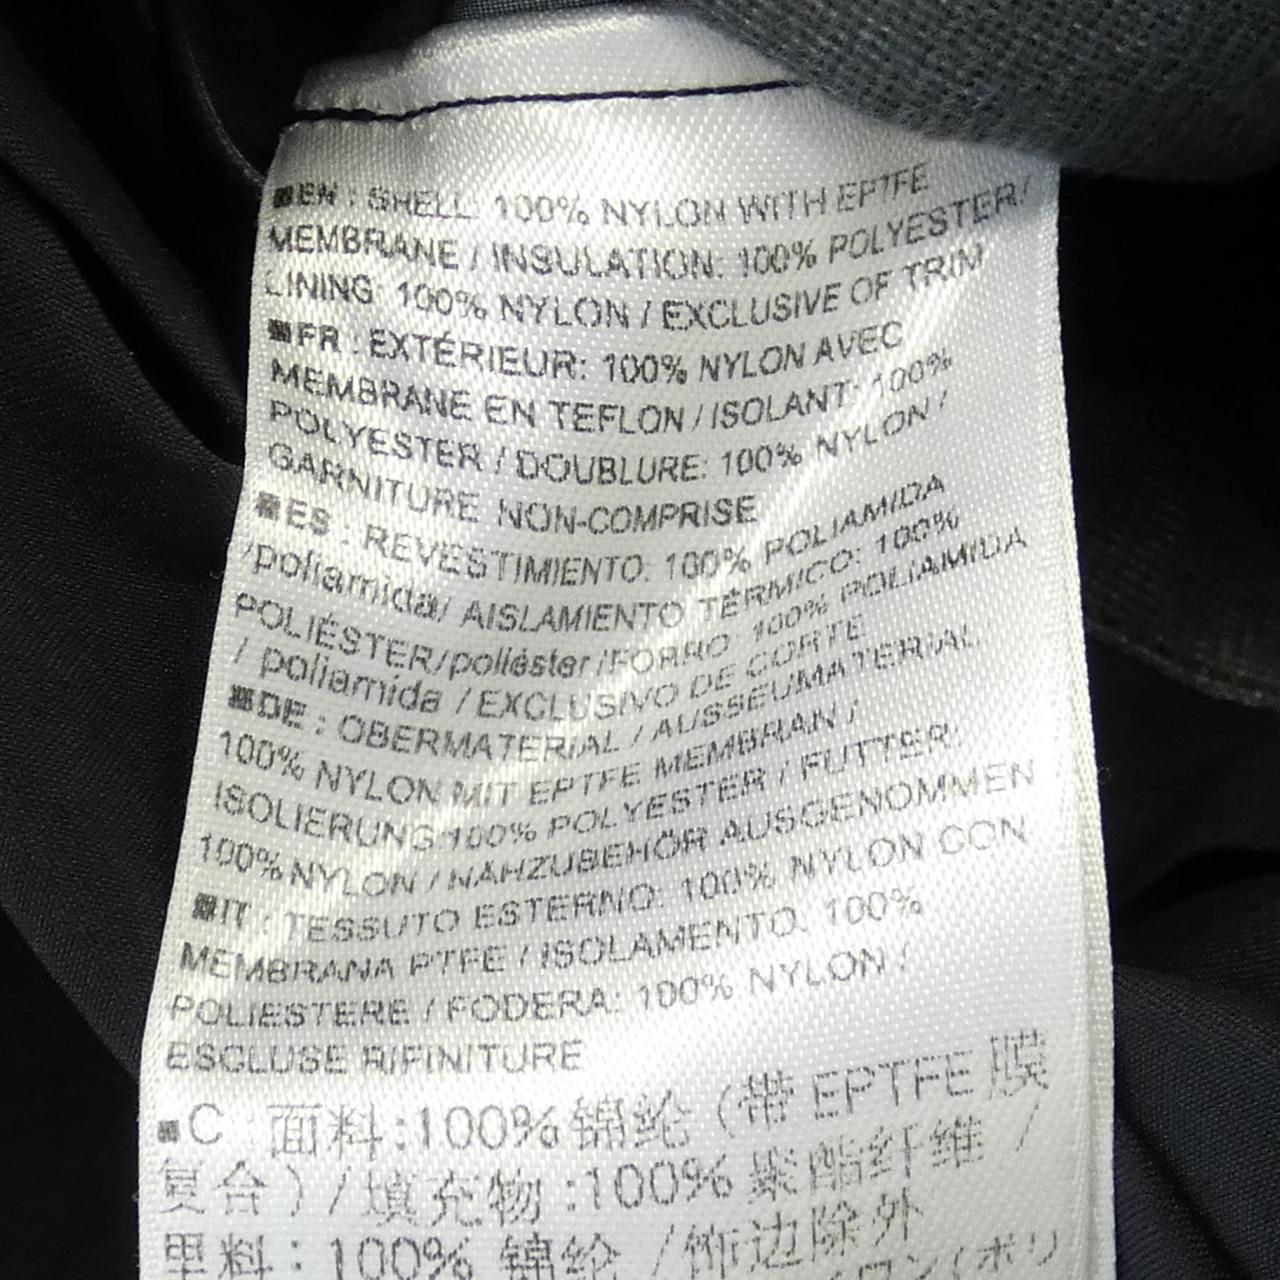 EN : SHELL: 100% NYLON WITH EPTFE
MEMBRANE / INSULATION: 100% POLYESTER/
LINING: 100% NYLON / EXCLUSIVE OF TRIM
FR : EXTÉRIEUR: 100% NYLON AVEC
MEMBRANE EN TEFLON / ISOLANT: 100%
POLYESTER / DOUBLURE: 100% NYLON /
GARNITURE NON-COMPRISE
ES : REVESTIMIENTO: 100% POLIAMIDA
/poliamida/ AISLAMIENTO TÉRMICO: 100%
POLIÉSTER/poliéster /FORRO 100% POLIAMIDA
/ poliamida / EXCLUSIVO DE CORTE
DE : OBERMATERIAL / AUSSEUMATERIAL
100% NYLON MIT EPTFE MEMBRAN /
ISOLIERUNG 100% POLYESTER / FUTTER:
100% NYLON / NÄHZUBEHÖR AUSGENOMMEN
IT : TESSUTO ESTERNO: 100% NYLON CON
MEMBRANA PTFE / ISOLAMENTO: 100%
POLIESTERE / FODERA: 100% NYLON /
ESCLUSE RIFINITURE
C : 面料:100%锦纶（带 EPTFE 膜
复合）/ 填充物 :100% 聚酯纤维 /
里料: 100% 锦纶 /饰边除外
(ポリ